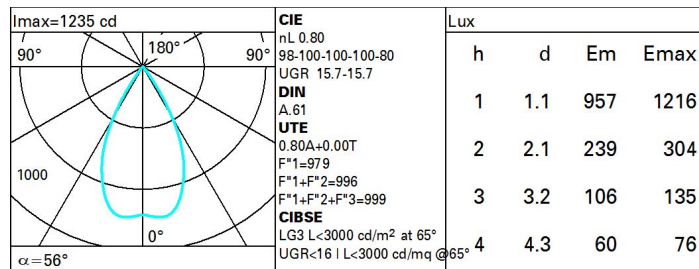 Imax=1235 cd
90°
180°
90°
1000
0°
α=56°
CIE
nL 0.80
98-100-100-100-80
UGR 15.7-15.7
DIN
A.61
UTE
0.80A+0.00T
F"1=979
F"1+F"2=996
F"1+F"2+F"3=999
CIBSE
LG3 L<3000 cd/m² at 65°
UGR<16 | L<3000 cd/mq @65°
Lux
h d Em Emax
1 1.1 957 1216
2 2.1 239 304
3 3.2 106 135
4 4.3 60 76